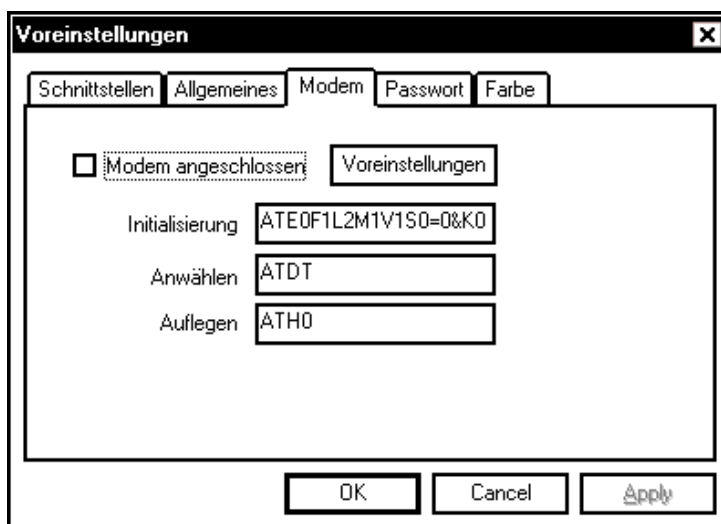 Voreinstellungen
Schnittstellen Allgemeines Modem Passwort Farbe
Modem angeschlossen Voreinstellungen
Initialisierung ATE0F1L2M1V1S0=0&K0
Anwählen ATDT
Auflegen ATH0
OK Cancel Apply